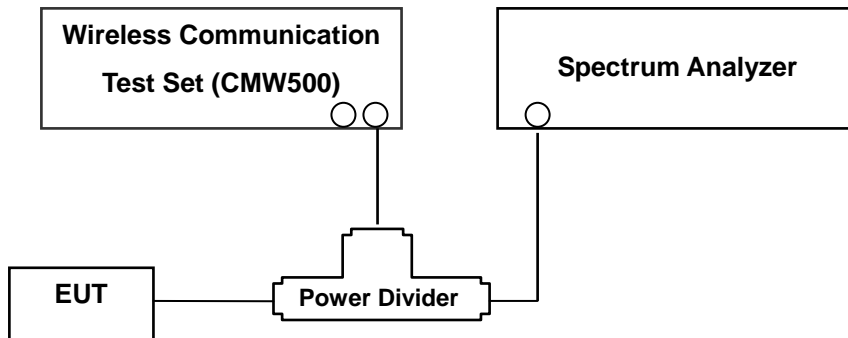 Wireless Communication
Test Set (CMW500)
Spectrum Analyzer
EUT
Power Divider